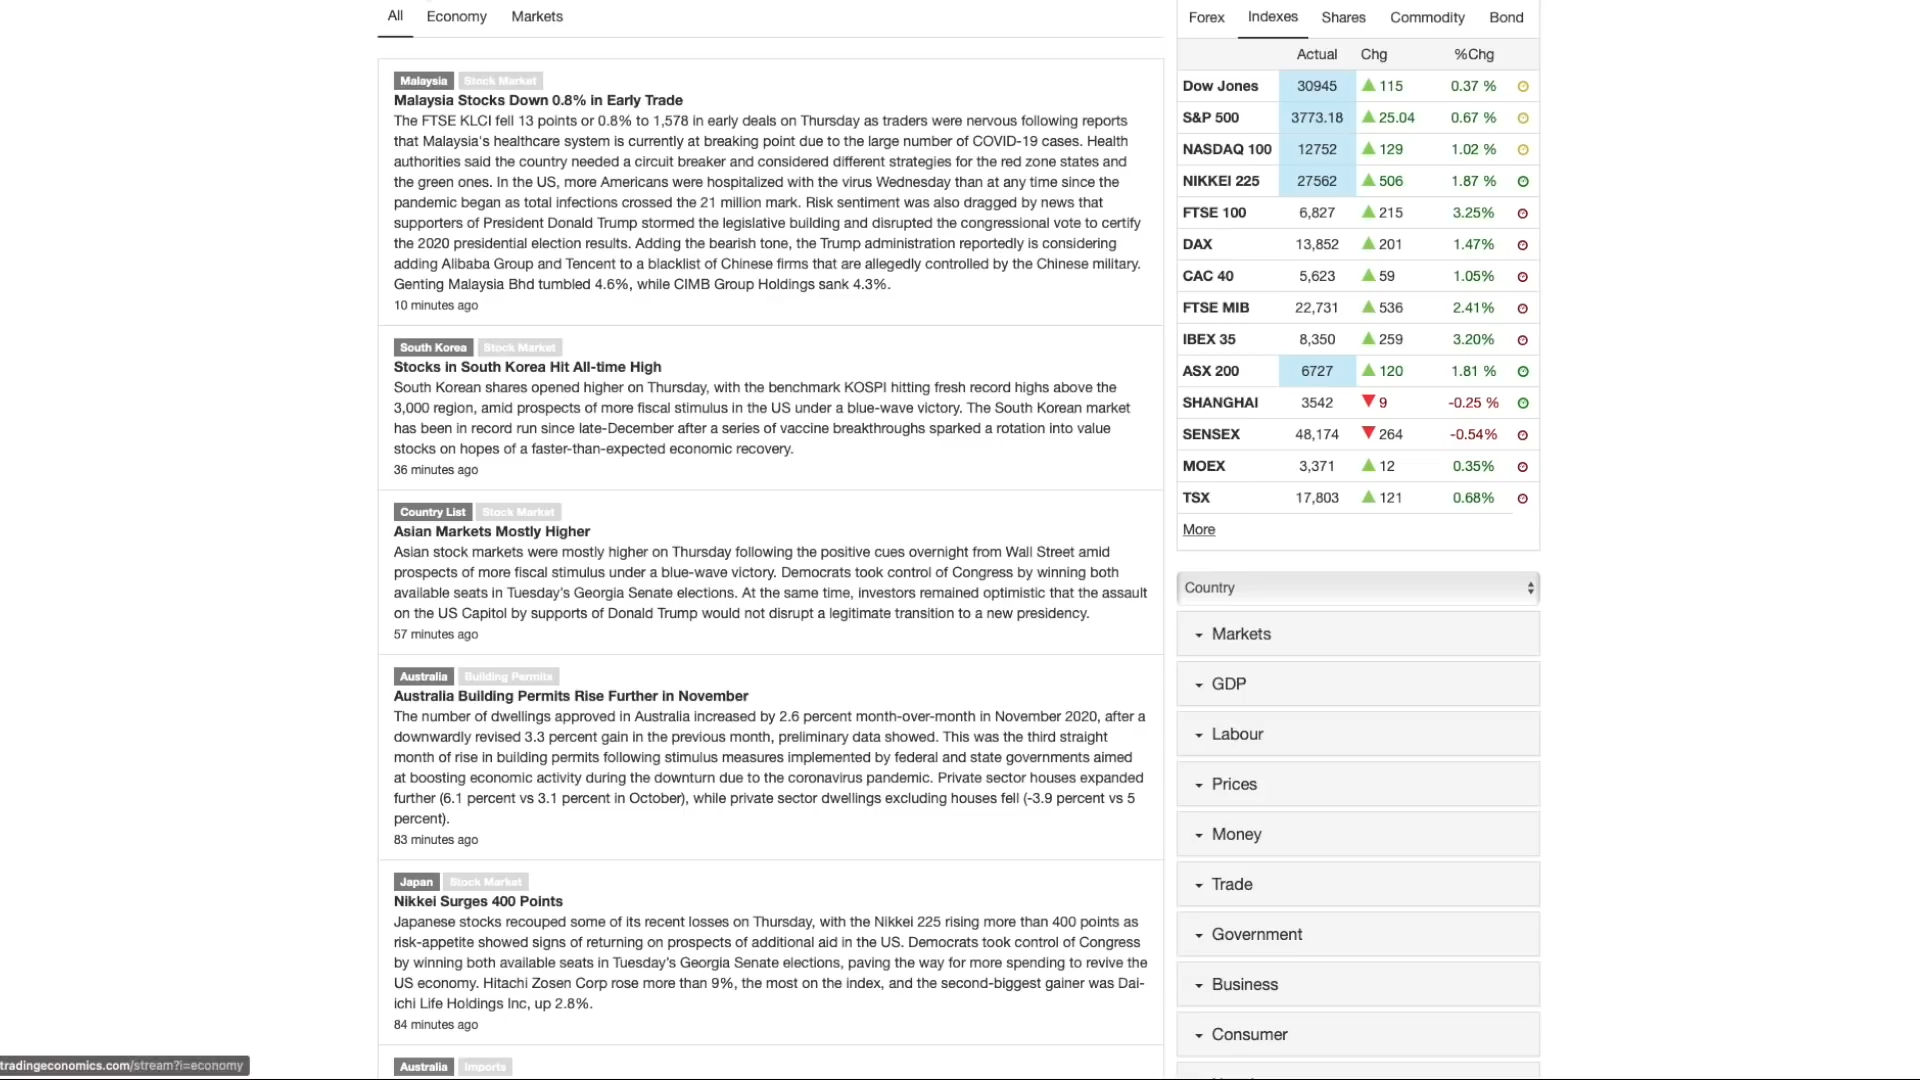 All Economy Markets
Malaysia Stock Market
Malaysia Stocks Down 0.8% in Early Trade
The FTSE KLCI fell 13 points or 0.8% to 1,578 in early deals on Thursday as traders were nervous following reports
that Malaysia's healthcare system is currently at breaking point due to the large number of COVID-19 cases. Health
authorities said the country needed a circuit breaker and considered different strategies for the red zone states and
the green ones. In the US, more Americans were hospitalized with the virus Wednesday than at any time since the
pandemic began as total infections crossed the 21 million mark. Risk sentiment was also dragged by news that
supporters of President Donald Trump stormed the legislative building and disrupted the congressional vote to certify
the 2020 presidential election results. Adding the bearish tone, the Trump administration reportedly is considering
adding Alibaba Group and Tencent to a blacklist of Chinese firms that are allegedly controlled by the Chinese military.
Genting Malaysia Bhd tumbled 4.6%, while CIMB Group Holdings sank 4.3%.
10 minutes ago
South Korea Stock Market
Stocks in South Korea Hit All-time High
South Korean shares opened higher on Thursday, with the benchmark KOSPI hitting fresh record highs above the
3,000 region, amid prospects of more fiscal stimulus in the US under a blue-wave victory. The South Korean market
has been in record run since late-December after a series of vaccine breakthroughs sparked a rotation into value
stocks on hopes of a faster-than-expected economic recovery.
36 minutes ago
Country List Stock Market
Asian Markets Mostly Higher
Asian stock markets were mostly higher on Thursday following the positive cues overnight from Wall Street amid
prospects of more fiscal stimulus under a blue-wave victory. Democrats took control of Congress by winning both
available seats in Tuesday's Georgia Senate elections. At the same time, investors remained optimistic that the assault
on the US Capitol by supports of Donald Trump would not disrupt a legitimate transition to a new presidency.
57 minutes ago
Australia Building Permits
Australia Building Permits Rise Further in November
The number of dwellings approved in Australia increased by 2.6 percent month-over-month in November 2020, after a
downwardly revised 3.3 percent gain in the previous month, preliminary data showed. This was the third straight
month of rise in building permits following stimulus measures implemented by federal and state governments aimed
at boosting economic activity during the downturn due to the coronavirus pandemic. Private sector houses expanded
further (6.1 percent vs 3.1 percent in October), while private sector dwellings excluding houses fell (-3.9 percent vs 5
percent).
83 minutes ago
Japan Stock Market
Nikkei Surges 400 Points
Japanese stocks recouped some of its recent losses on Thursday, with the Nikkei 225 rising more than 400 points as
risk-appetite showed signs of returning on prospects of additional aid in the US. Democrats took control of Congress
by winning both available seats in Tuesday's Georgia Senate elections, paving the way for more spending to revive the
US economy. Hitachi Zosen Corp rose more than 9%, the most on the index, and the second-biggest gainer was Dai-
ichi Life Holdings Inc, up 2.8%.
84 minutes ago
Australia Imports
tradingeconomics.com/stream?i=economy
Forex Indexes Shares Commodity Bond
Actual Chg %Chg
Dow Jones 30945 115 0.37 %
S&P 500 3773.18 25.04 0.67 %
NASDAQ 100 12752 129 1.02 %
NIKKEI 225 27562 506 1.87 %
FTSE 100 6,827 215 3.25%
DAX 13,852 201 1.47%
CAC 40 5,623 59 1.05%
FTSE MIB 22,731 536 2.41%
IBEX 35 8,350 259 3.20%
ASX 200 6727 120 1.81 %
SHANGHAI 3542 9 -0.25 %
SENSEX 48,174 264 -0.54%
MOEX 3,371 12 0.35%
TSX 17,803 121 0.68%
More
Country
Markets
GDP
Labour
Prices
Money
Trade
Government
Business
Consumer